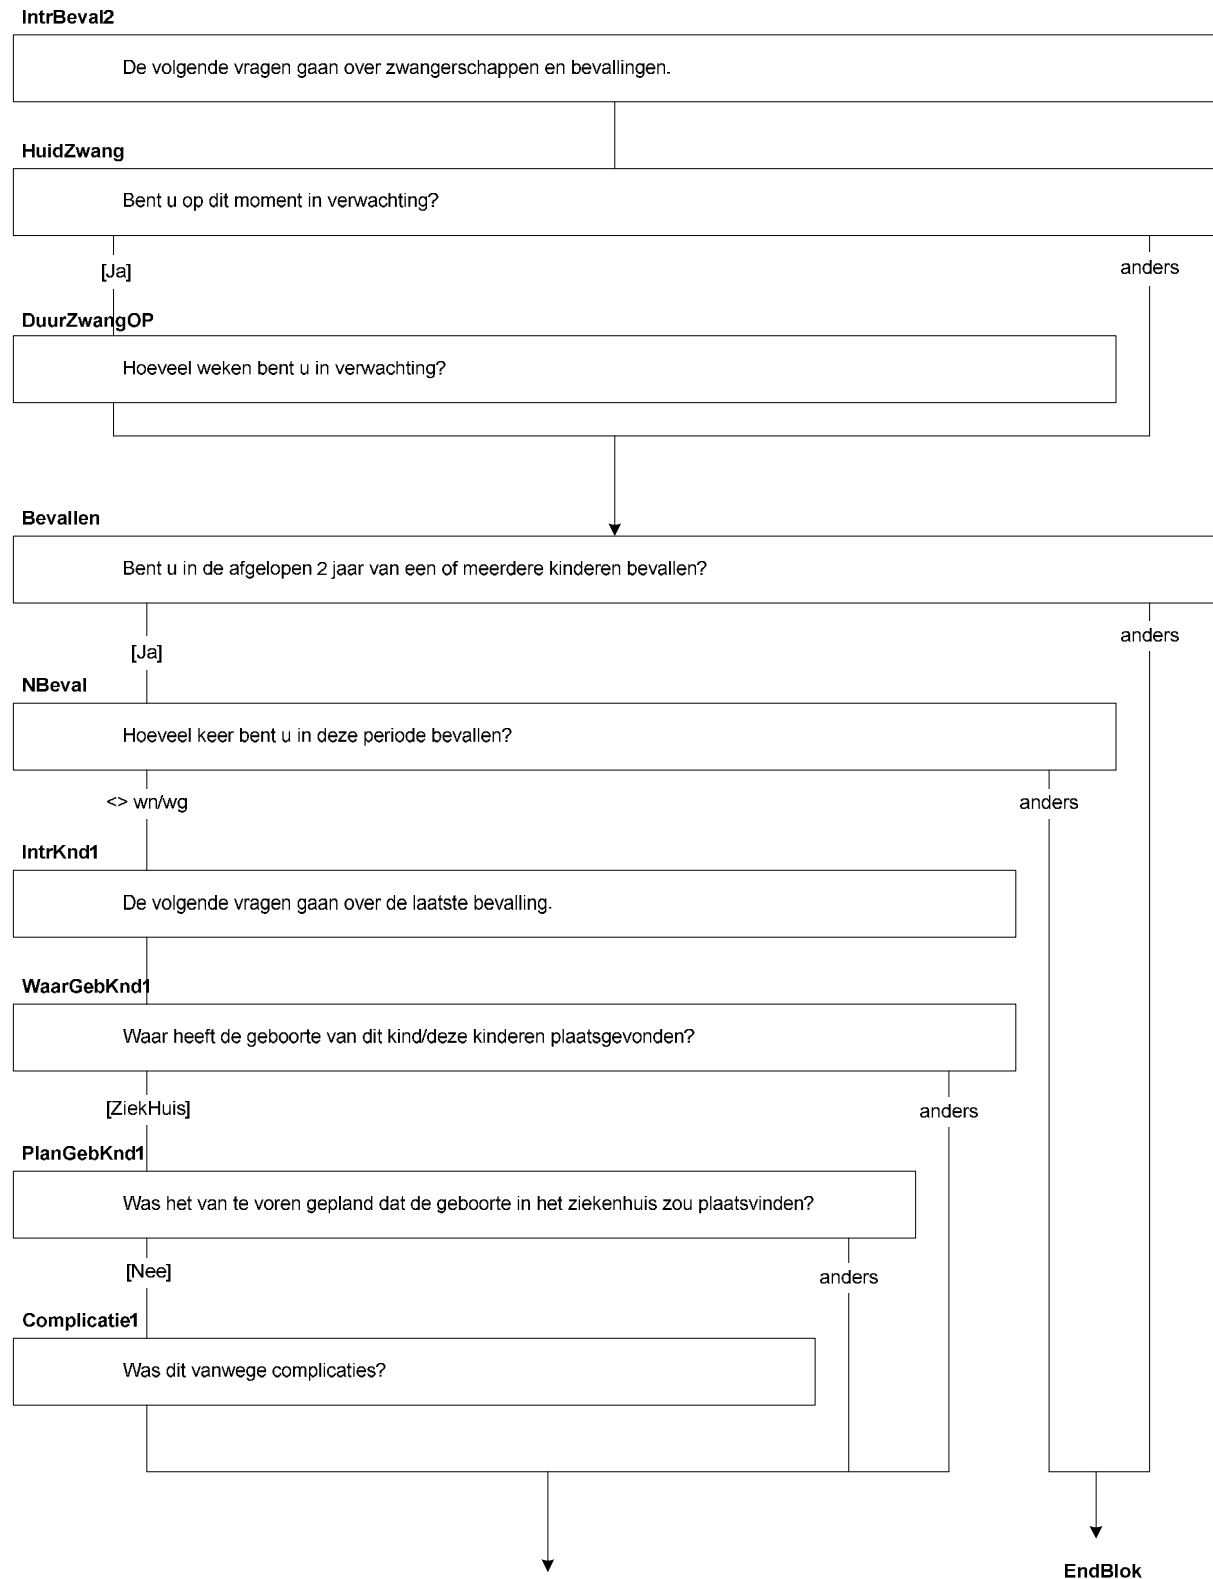 IntrBeval2
De volgende vragen gaan over zwangerschappen en bevallingen.
HuidZwang
Bent u op dit moment in verwachting?
[Ja]
anders
DuurZwangOP
Hoeveel weken bent u in verwachting?
Bevallen
Bent u in de afgelopen 2 jaar van een of meerdere kinderen bevallen?
anders
[Ja]
NBeval
Hoeveel keer bent u in deze periode bevallen?
<> wn/wg
anders
IntrKnd1
De volgende vragen gaan over de laatste bevalling.
WaarGebKnd1
Waar heeft de geboorte van dit kind/deze kinderen plaatsgevonden?
[ZiekHuis]
anders
PlanGebKnd1
Was het van te voren gepland dat de geboorte in het ziekenhuis zou plaatsvinden?
[Nee]
anders
Complicatie1
Was dit vanwege complicaties?
EndBlok